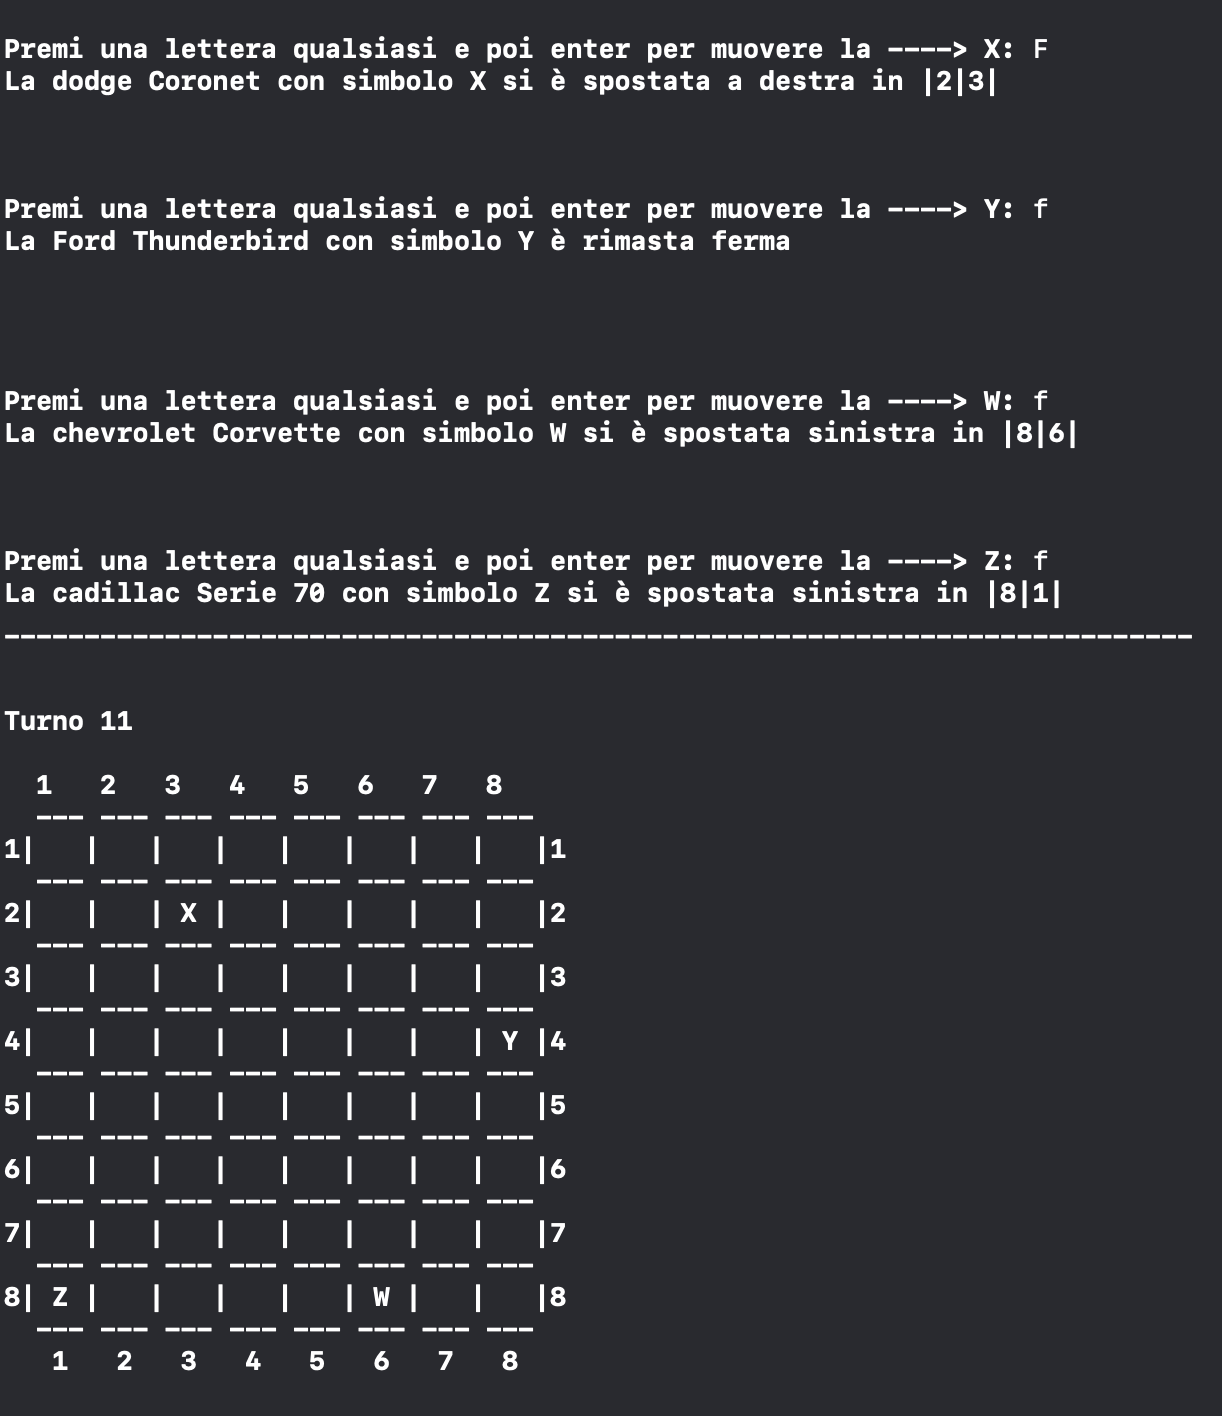 Premi una lettera qualsiasi e poi enter per muovere la ----> X: F
La dodge Coronet con simbolo X si è spostata a destra in |2|3|
Premi una lettera qualsiasi e poi enter per muovere la ----> Y: f
La Ford Thunderbird con simbolo Y è rimasta ferma
Premi una lettera qualsiasi e poi enter per muovere la ----> W: f
La chevrolet Corvette con simbolo W si è spostata sinistra in |8|6|
Premi una lettera qualsiasi e poi enter per muovere la ----> Z: f
La cadillac Serie 70 con simbolo Z si è spostata sinistra in |8|1|
--------------------------------------------------------------------------
Turno 11
  1   2   3   4   5   6   7   8
  --- --- --- --- --- --- --- ---
1|   |   |   |   |   |   |   |   |1
  --- --- --- --- --- --- --- ---
2|   |   | X |   |   |   |   |   |2
  --- --- --- --- --- --- --- ---
3|   |   |   |   |   |   |   |   |3
  --- --- --- --- --- --- --- ---
4|   |   |   |   |   |   |   | Y |4
  --- --- --- --- --- --- --- ---
5|   |   |   |   |   |   |   |   |5
  --- --- --- --- --- --- --- ---
6|   |   |   |   |   |   |   |   |6
  --- --- --- --- --- --- --- ---
7|   |   |   |   |   |   |   |   |7
  --- --- --- --- --- --- --- ---
8| Z |   |   |   |   | W |   |   |8
  --- --- --- --- --- --- --- ---
   1   2   3   4   5   6   7   8